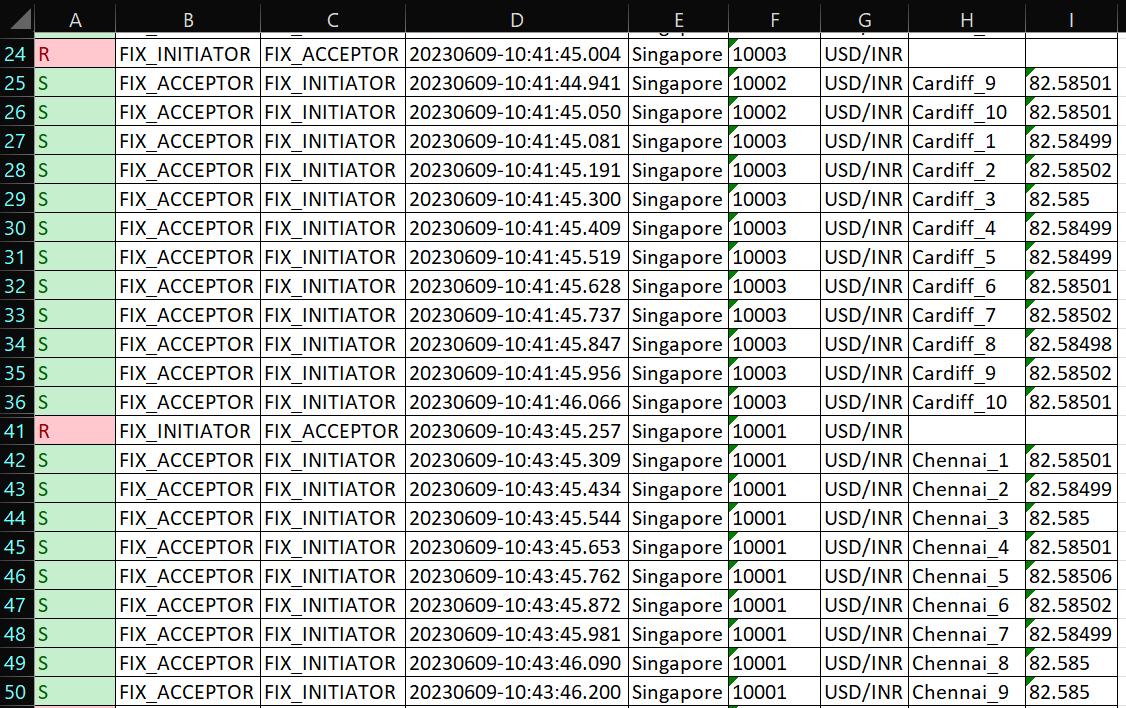 A B C D E F G H I
24 R FIX_INITIATOR FIX_ACCEPTOR 20230609-10:41:45.004 Singapore 10003 USD/INR
25 S FIX_ACCEPTOR FIX_INITIATOR 20230609-10:41:44.941 Singapore 10002 USD/INR Cardiff_9 82.58501
26 S FIX_ACCEPTOR FIX_INITIATOR 20230609-10:41:45.050 Singapore 10002 USD/INR Cardiff_10 82.58501
27 S FIX_ACCEPTOR FIX_INITIATOR 20230609-10:41:45.081 Singapore 10003 USD/INR Cardiff_1 82.58499
28 S FIX_ACCEPTOR FIX_INITIATOR 20230609-10:41:45.191 Singapore 10003 USD/INR Cardiff_2 82.58502
29 S FIX_ACCEPTOR FIX_INITIATOR 20230609-10:41:45.300 Singapore 10003 USD/INR Cardiff_3 82.585
30 S FIX_ACCEPTOR FIX_INITIATOR 20230609-10:41:45.409 Singapore 10003 USD/INR Cardiff_4 82.58499
31 S FIX_ACCEPTOR FIX_INITIATOR 20230609-10:41:45.519 Singapore 10003 USD/INR Cardiff_5 82.58499
32 S FIX_ACCEPTOR FIX_INITIATOR 20230609-10:41:45.628 Singapore 10003 USD/INR Cardiff_6 82.58501
33 S FIX_ACCEPTOR FIX_INITIATOR 20230609-10:41:45.737 Singapore 10003 USD/INR Cardiff_7 82.58502
34 S FIX_ACCEPTOR FIX_INITIATOR 20230609-10:41:45.847 Singapore 10003 USD/INR Cardiff_8 82.58498
35 S FIX_ACCEPTOR FIX_INITIATOR 20230609-10:41:45.956 Singapore 10003 USD/INR Cardiff_9 82.58502
36 S FIX_ACCEPTOR FIX_INITIATOR 20230609-10:41:46.066 Singapore 10003 USD/INR Cardiff_10 82.58501
41 R FIX_INITIATOR FIX_ACCEPTOR 20230609-10:43:45.257 Singapore 10001 USD/INR
42 S FIX_ACCEPTOR FIX_INITIATOR 20230609-10:43:45.309 Singapore 10001 USD/INR Chennai_1 82.58501
43 S FIX_ACCEPTOR FIX_INITIATOR 20230609-10:43:45.434 Singapore 10001 USD/INR Chennai_2 82.58499
44 S FIX_ACCEPTOR FIX_INITIATOR 20230609-10:43:45.544 Singapore 10001 USD/INR Chennai_3 82.585
45 S FIX_ACCEPTOR FIX_INITIATOR 20230609-10:43:45.653 Singapore 10001 USD/INR Chennai_4 82.58501
46 S FIX_ACCEPTOR FIX_INITIATOR 20230609-10:43:45.762 Singapore 10001 USD/INR Chennai_5 82.58506
47 S FIX_ACCEPTOR FIX_INITIATOR 20230609-10:43:45.872 Singapore 10001 USD/INR Chennai_6 82.58502
48 S FIX_ACCEPTOR FIX_INITIATOR 20230609-10:43:45.981 Singapore 10001 USD/INR Chennai_7 82.58499
49 S FIX_ACCEPTOR FIX_INITIATOR 20230609-10:43:46.090 Singapore 10001 USD/INR Chennai_8 82.585
50 S FIX_ACCEPTOR FIX_INITIATOR 20230609-10:43:46.200 Singapore 10001 USD/INR Chennai_9 82.585